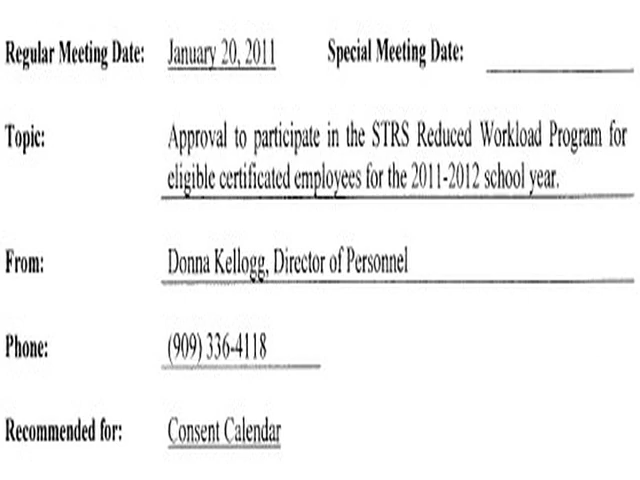 Regular Meeting Date: January 20, 2011 Special Meeting Date:
Topic: Approval to participate in the STRS Reduced Workload Program for
eligible certificated employees for the 2011-2012 school year.
From: Donna Kellogg, Director of Personnel
Phone: (909) 336-4118
Recommended for: Consent Calendar